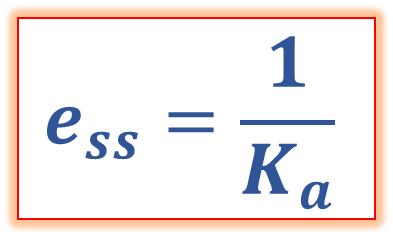 e_ss = 1/K_a